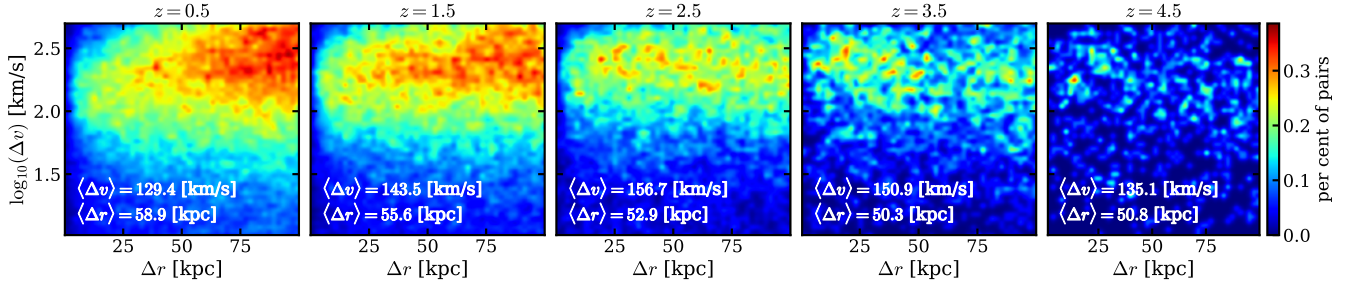 z = 0.5
z = 1.5
z = 2.5
z = 3.5
z = 4.5
log₁₀(Δv) [km/s]
2.5
2.0
1.5
⟨Δv⟩ = 129.4 [km/s]
⟨Δr⟩ = 58.9 [kpc]
⟨Δv⟩ = 143.5 [km/s]
⟨Δr⟩ = 55.6 [kpc]
⟨Δv⟩ = 156.7 [km/s]
⟨Δr⟩ = 52.9 [kpc]
⟨Δv⟩ = 150.9 [km/s]
⟨Δr⟩ = 50.3 [kpc]
⟨Δv⟩ = 135.1 [km/s]
⟨Δr⟩ = 50.8 [kpc]
25 50 75
25 50 75
25 50 75
25 50 75
25 50 75
Δr [kpc]
Δr [kpc]
Δr [kpc]
Δr [kpc]
Δr [kpc]
0.3
0.2
0.1
0.0
per cent of pairs